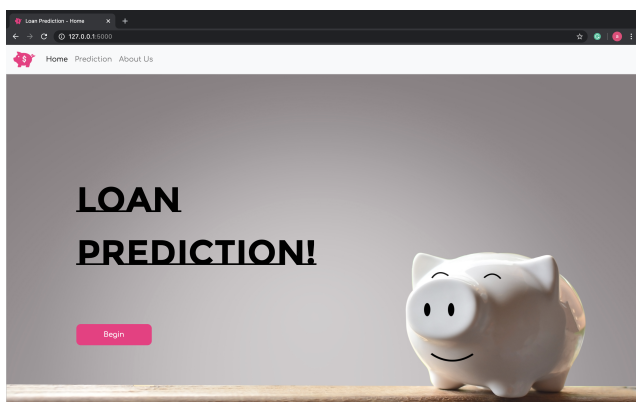 Loan Prediction - Home
127.0.0.1:5000
$
Home Prediction About Us
LOAN
PREDICTION!
Begin